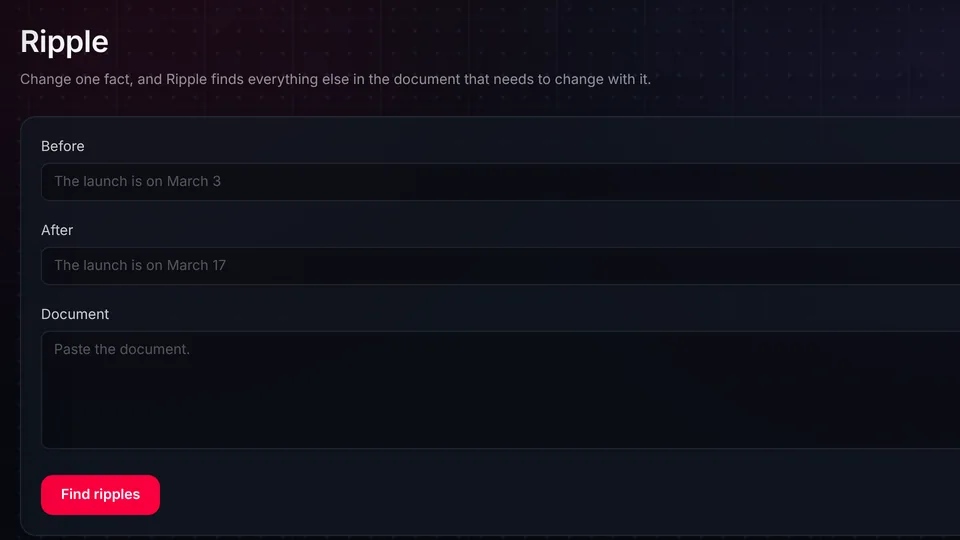 Ripple
Change one fact, and Ripple finds everything else in the document that needs to change with it.
Before
The launch is on March 3
After
The launch is on March 17
Document
Paste the document.
Find ripples